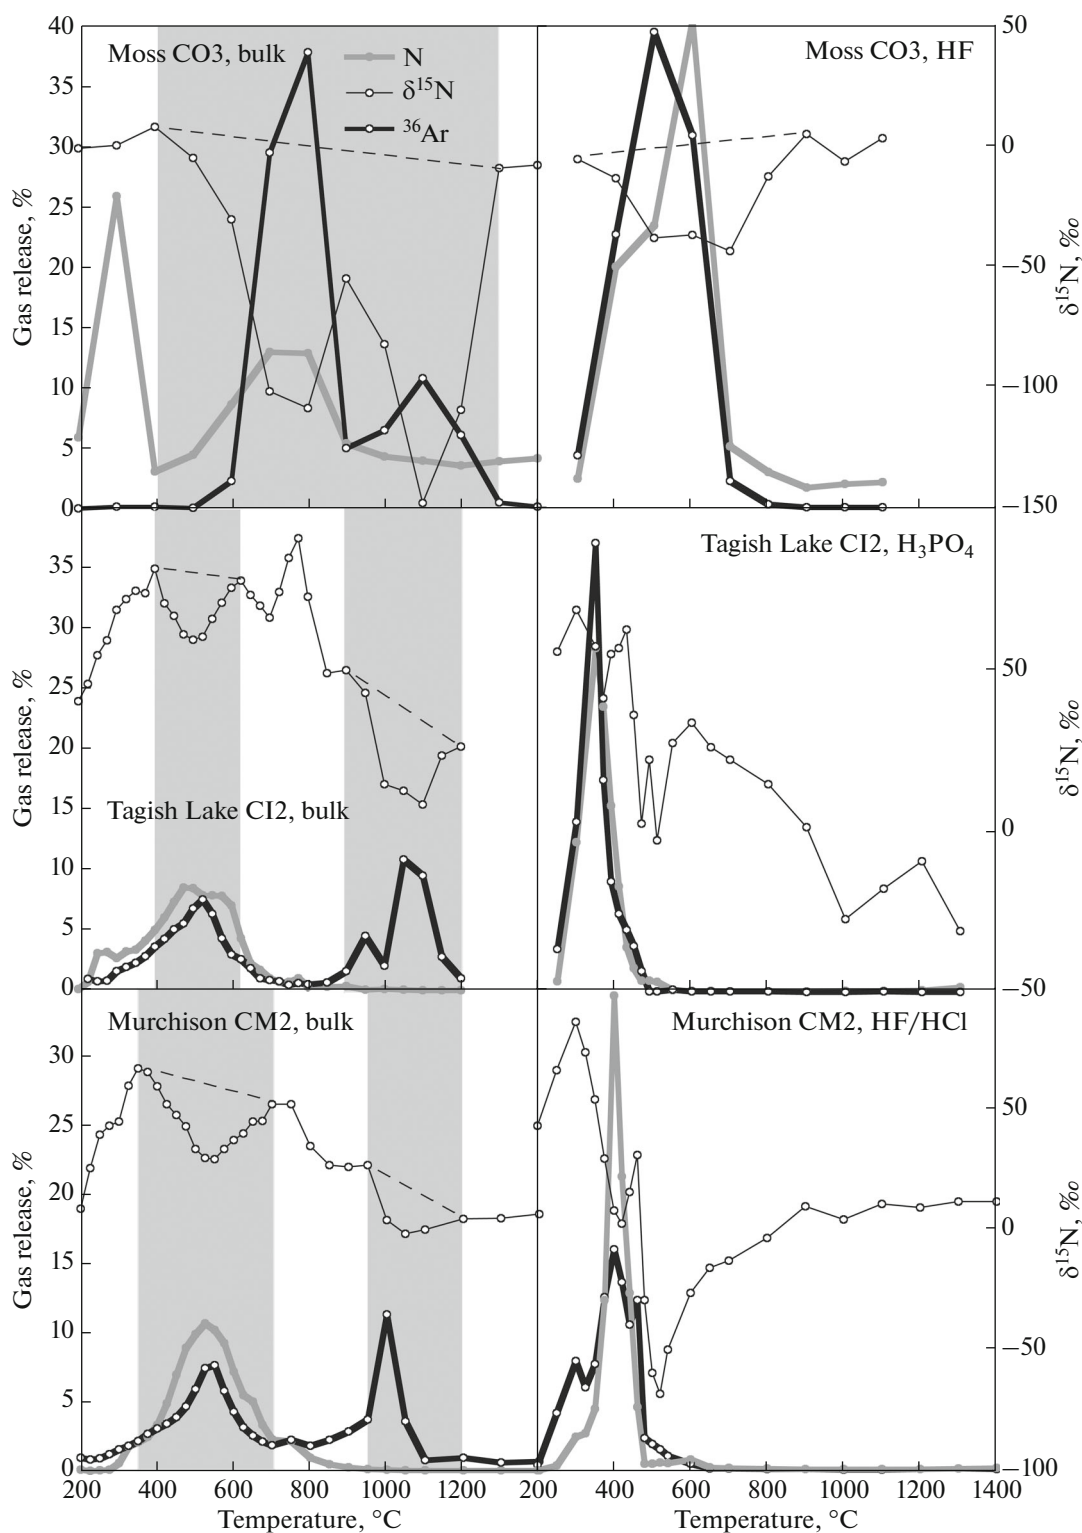 40
35
30
25
20
15
10
5
0
Gas release, %
Moss CO3, bulk
N
δ¹⁵N
³⁶Ar
Moss CO3, HF
50
0
−50
−100
−150
δ¹⁵N, ‰
35
30
25
20
15
10
5
0
Gas release, %
Tagish Lake CI2, bulk
Tagish Lake CI2, H₃PO₄
50
0
−50
δ¹⁵N, ‰
30
25
20
15
10
5
0
Gas release, %
Murchison CM2, bulk
Murchison CM2, HF/HCl
50
0
−50
−100
δ¹⁵N, ‰
200 400 600 800 1000 1200 200 400 600 800 1000 1200 1400
Temperature, °C Temperature, °C